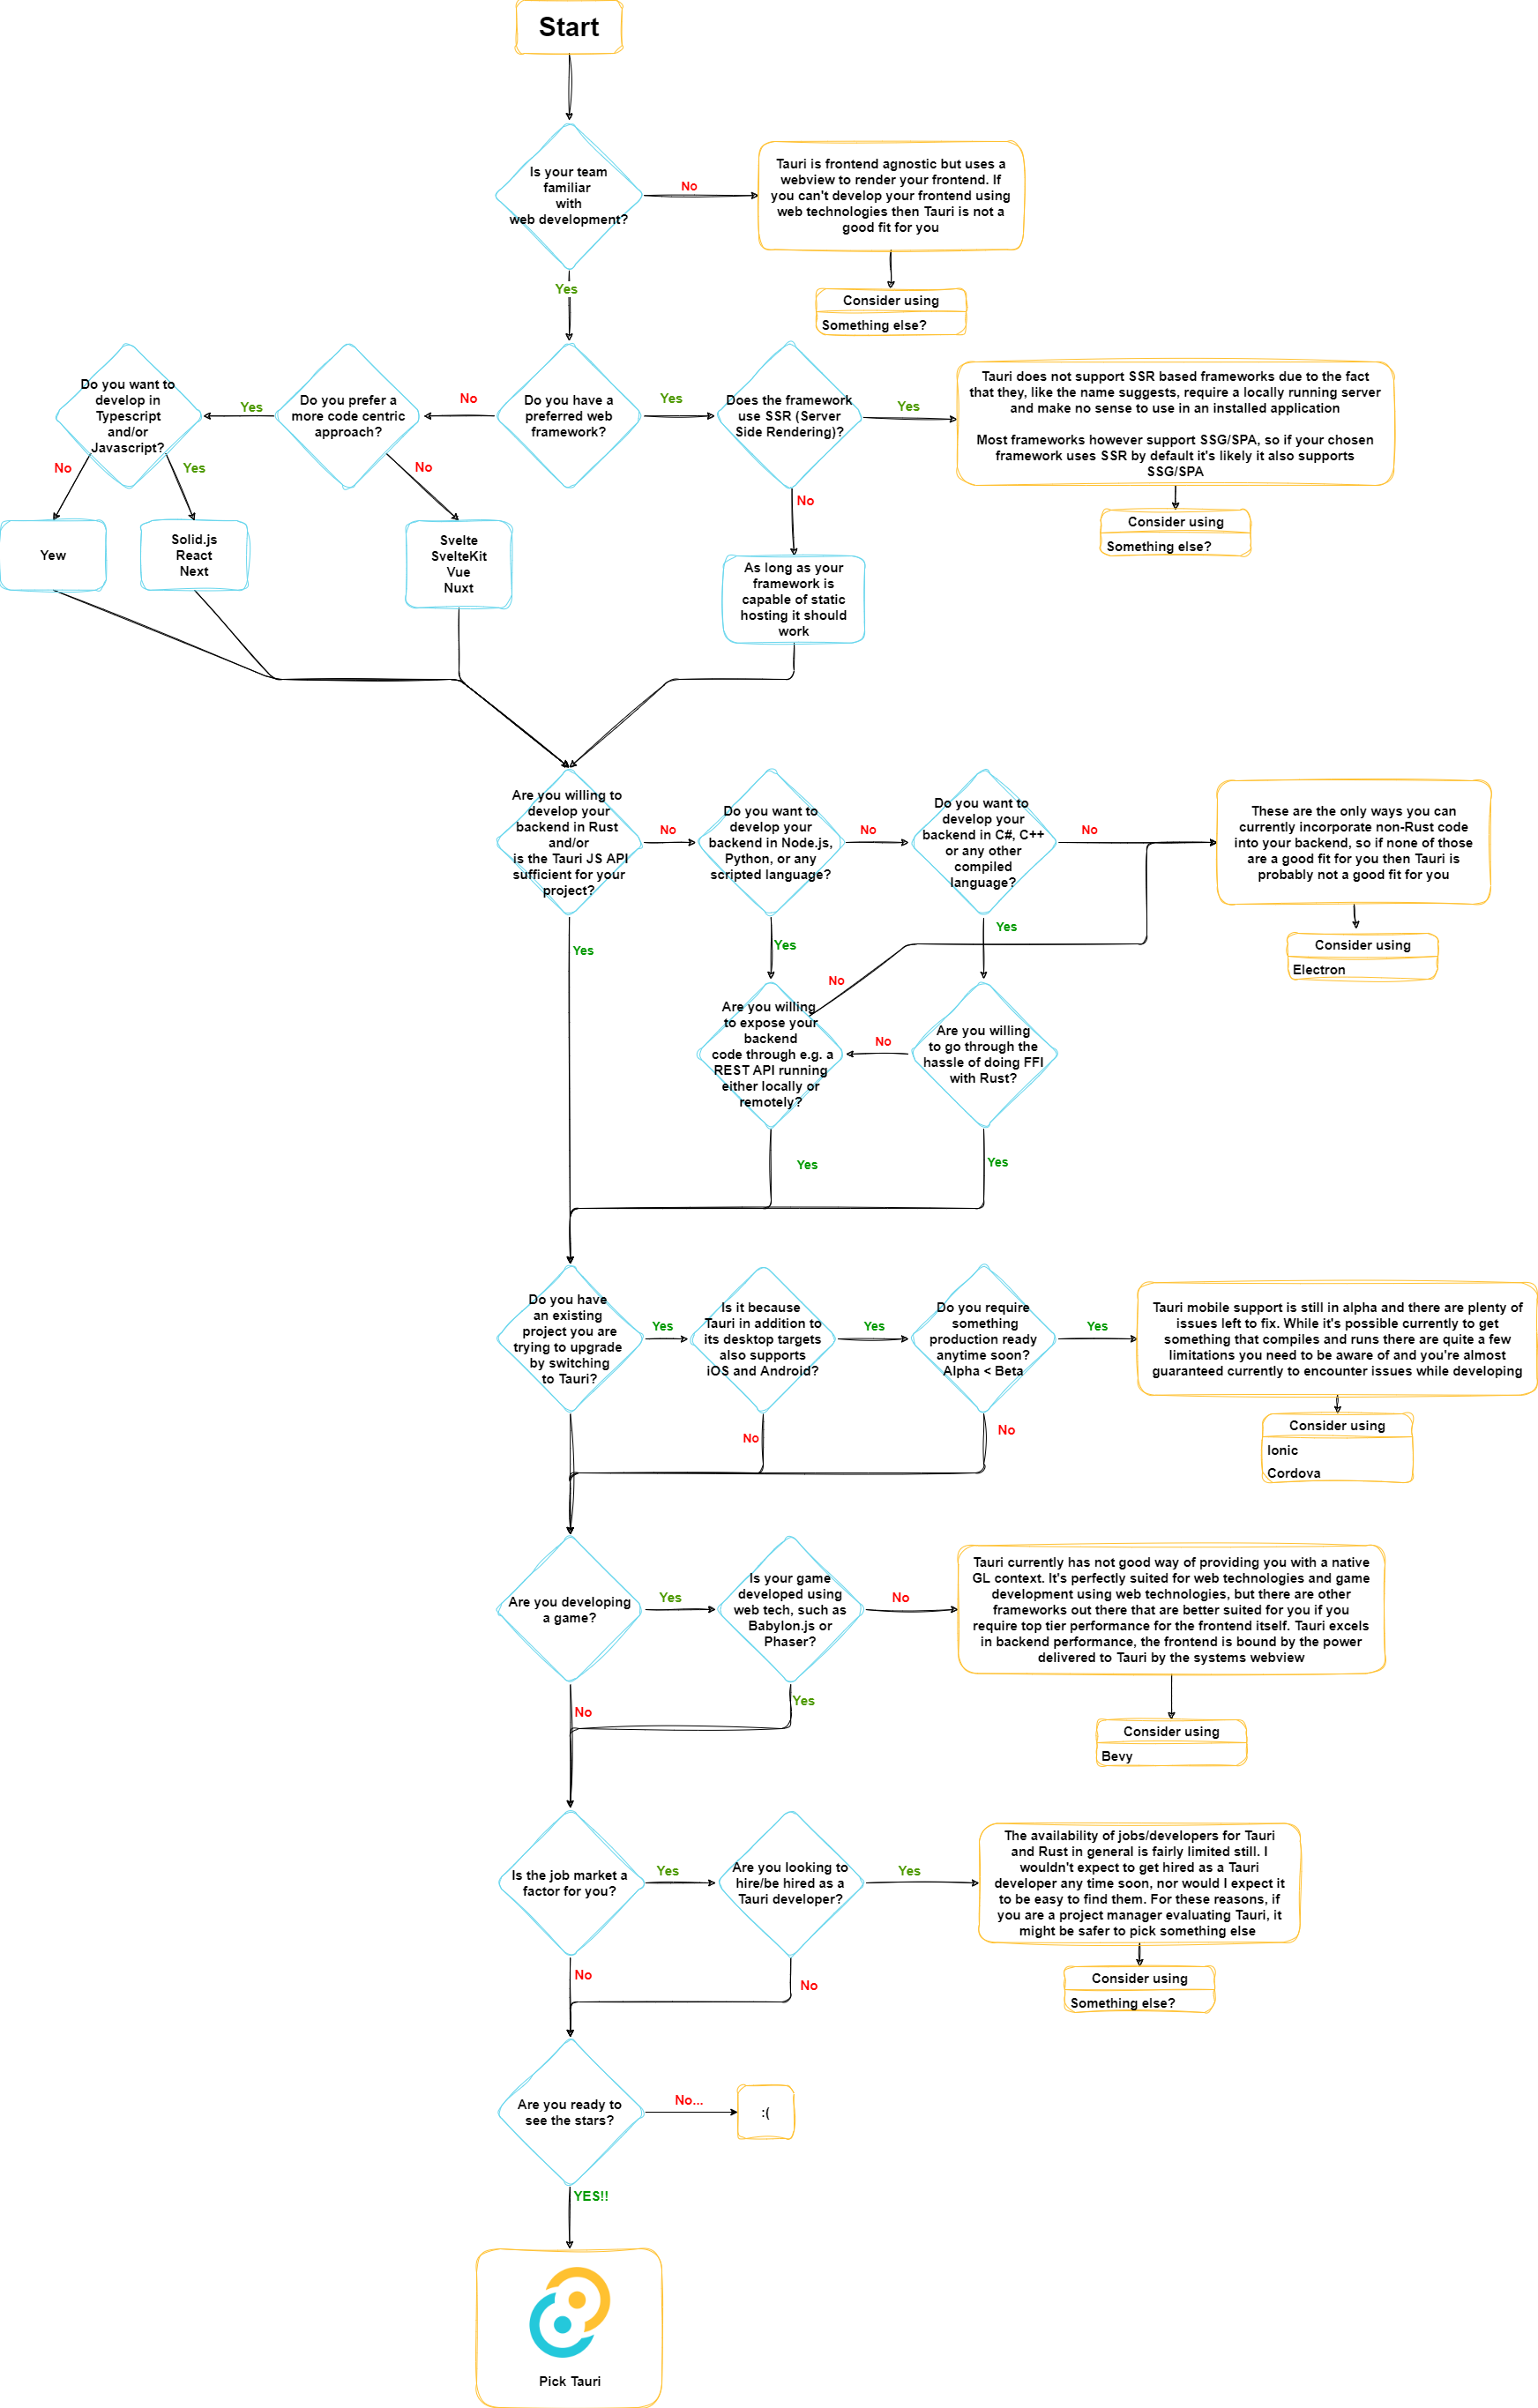 Start
Is your team
familiar
with
web development?
No
Tauri is frontend agnostic but uses a
webview to render your frontend. If
you can't develop your frontend using
web technologies then Tauri is not a
good fit for you
Consider using
Something else?
Yes
Do you want to
develop in
Typescript
and/or
Javascript?
Yes
Do you prefer a
more code centric
approach?
No
Do you have a
preferred web
framework?
Yes
Does the framework
use SSR (Server
Side Rendering)?
Yes
Tauri does not support SSR based frameworks due to the fact
that they, like the name suggests, require a locally running server
and make no sense to use in an installed application
Most frameworks however support SSG/SPA, so if your chosen
framework uses SSR by default it's likely it also supports
SSG/SPA
Consider using
Something else?
No
Yes
No
No
Yew
Solid.js
React
Next
Svelte
SvelteKit
Vue
Nuxt
As long as your
framework is
capable of static
hosting it should
work
Are you willing to
develop your
backend in Rust
and/or
is the Tauri JS API
sufficient for your
project?
No
Do you want to
develop your
backend in Node.js,
Python, or any
scripted language?
No
Do you want to
develop your
backend in C#, C++
or any other
compiled
language?
No
These are the only ways you can
currently incorporate non-Rust code
into your backend, so if none of those
are a good fit for you then Tauri is
probably not a good fit for you
Consider using
Electron
Yes
Yes
Yes
No
Are you willing
to expose your
backend
code through e.g. a
REST API running
either locally or
remotely?
No
Are you willing
to go through the
hassle of doing FFI
with Rust?
Yes
Yes
Do you have
an existing
project you are
trying to upgrade
by switching
to Tauri?
Yes
Is it because
Tauri in addition to
its desktop targets
also supports
iOS and Android?
Yes
Do you require
something
production ready
anytime soon?
Alpha < Beta
Yes
Tauri mobile support is still in alpha and there are plenty of
issues left to fix. While it's possible currently to get
something that compiles and runs there are quite a few
limitations you need to be aware of and you're almost
guaranteed currently to encounter issues while developing
Consider using
Ionic
Cordova
No
No
Are you developing
a game?
Yes
Is your game
developed using
web tech, such as
Babylon.js or
Phaser?
No
Tauri currently has not good way of providing you with a native
GL context. It's perfectly suited for web technologies and game
development using web technologies, but there are other
frameworks out there that are better suited for you if you
require top tier performance for the frontend itself. Tauri excels
in backend performance, the frontend is bound by the power
delivered to Tauri by the systems webview
Consider using
Bevy
No
Yes
Is the job market a
factor for you?
Yes
Are you looking to
hire/be hired as a
Tauri developer?
Yes
The availability of jobs/developers for Tauri
and Rust in general is fairly limited still. I
wouldn't expect to get hired as a Tauri
developer any time soon, nor would I expect it
to be easy to find them. For these reasons, if
you are a project manager evaluating Tauri, it
might be safer to pick something else
Consider using
Something else?
No
No
Are you ready to
see the stars?
No...
:(
YES!!
Pick Tauri